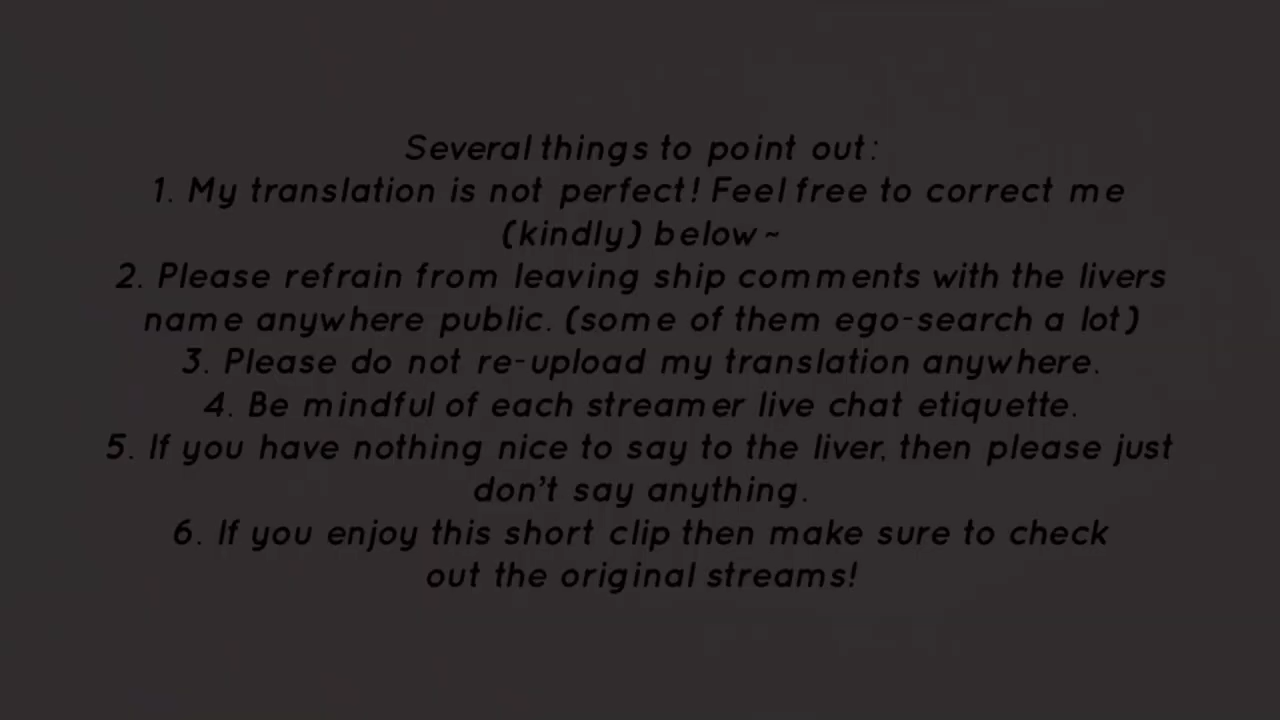 Several things to point out:
1. My translation is not perfect! Feel free to correct me
(kindly) below~
2. Please refrain from leaving ship comments with the livers
name anywhere public. (some of them ego-search a lot)
3. Please do not re-upload my translation anywhere.
4. Be mindful of each streamer live chat etiquette.
5. If you have nothing nice to say to the liver, then please just
don't say anything.
6. If you enjoy this short clip then make sure to check
out the original streams!